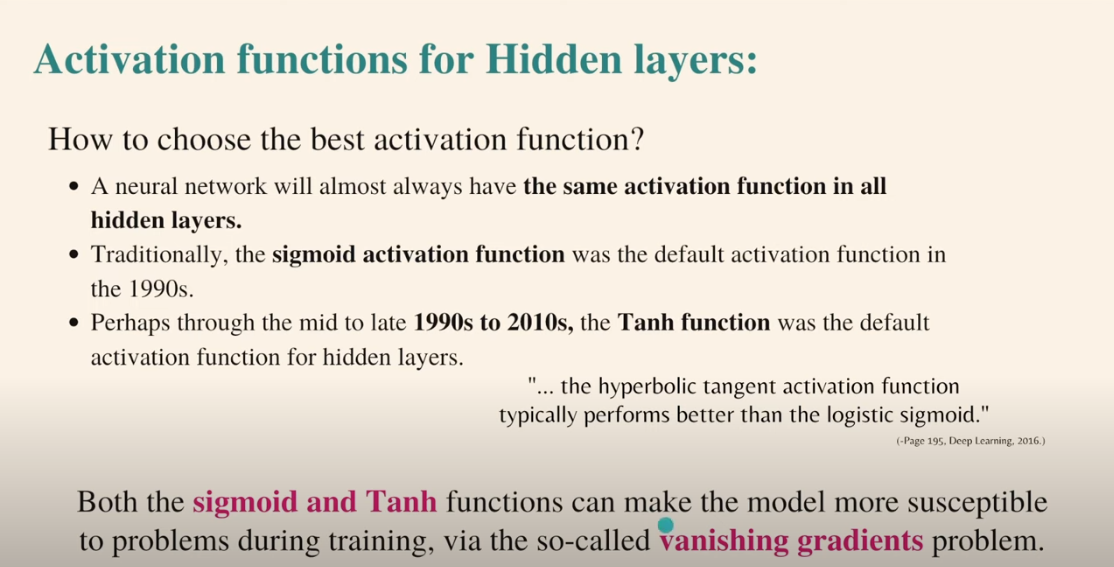 Activation functions for Hidden layers:
How to choose the best activation function?
• A neural network will almost always have the same activation function in all
hidden layers.
• Traditionally, the sigmoid activation function was the default activation function in
the 1990s.
• Perhaps through the mid to late 1990s to 2010s, the Tanh function was the default
activation function for hidden layers.
"... the hyperbolic tangent activation function
typically performs better than the logistic sigmoid."
(-Page 195, Deep Learning, 2016.)
Both the sigmoid and Tanh functions can make the model more susceptible
to problems during training, via the so-called vanishing gradients problem.